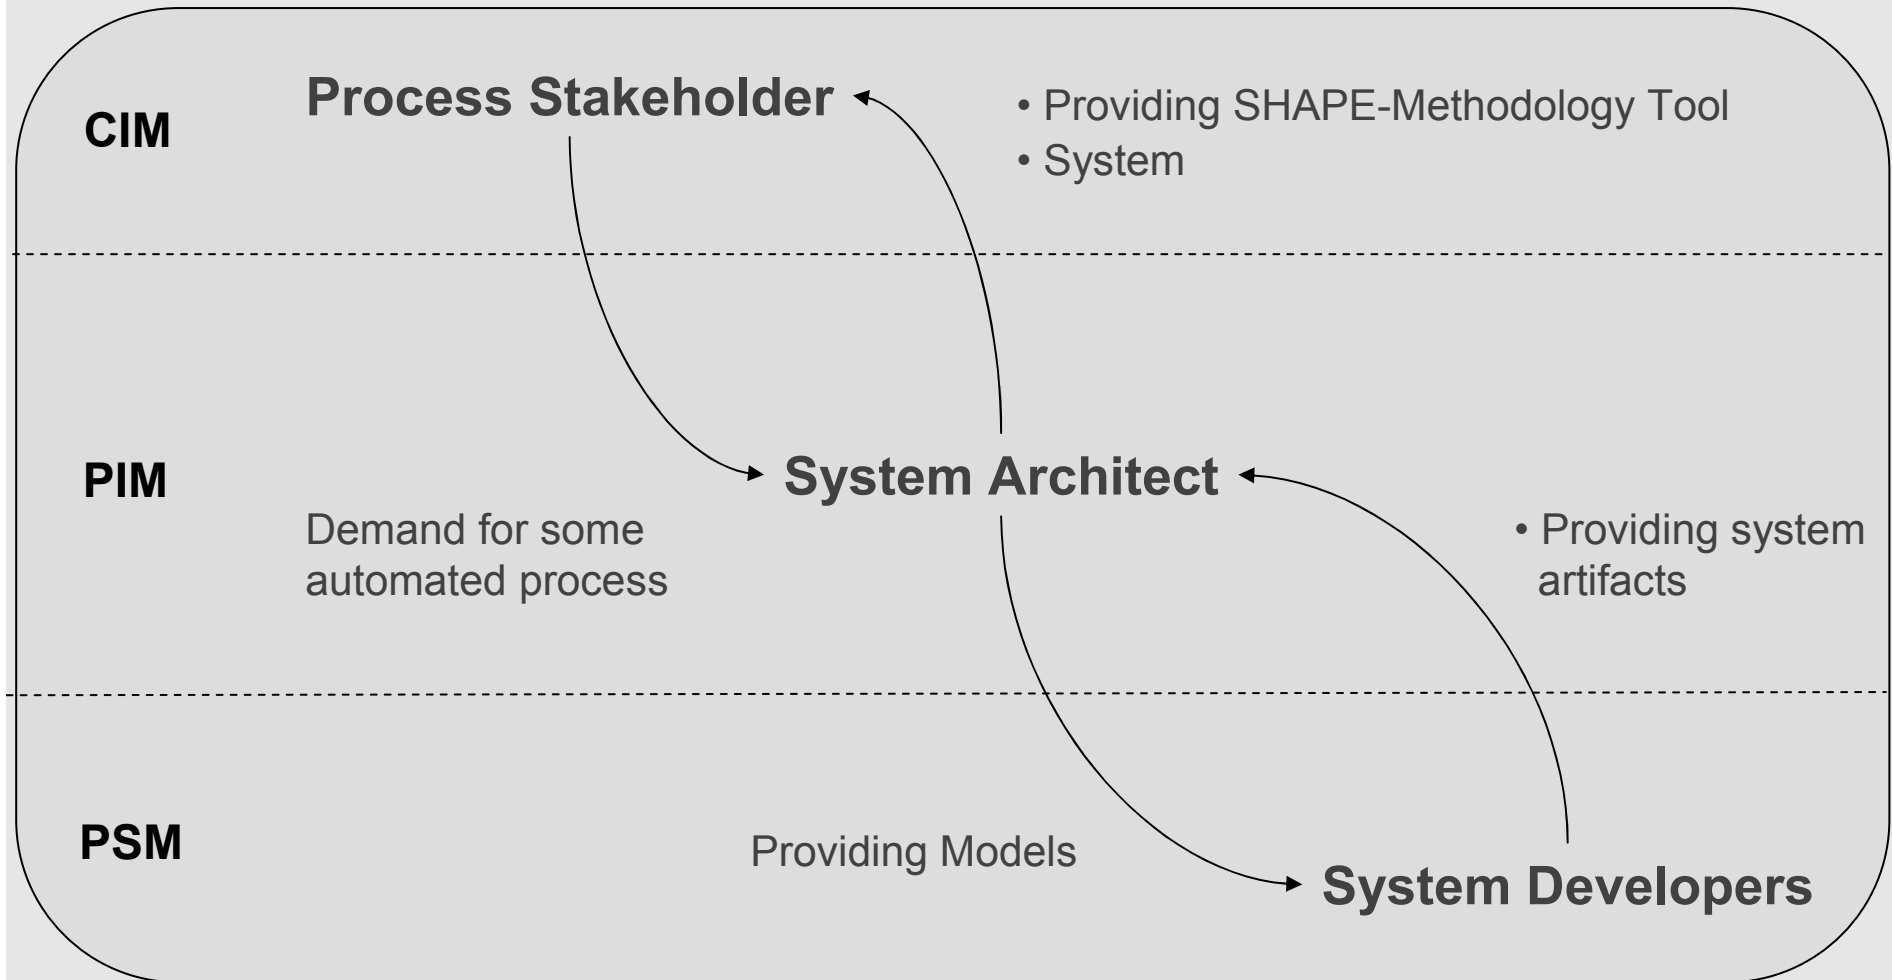 Process Stakeholder
• Providing SHAPE-Methodology Tool
CIM
• System
PIM
System Architect
Demand for some
automated process
• Providing system
artifacts
PSM
Providing Models
System Developers